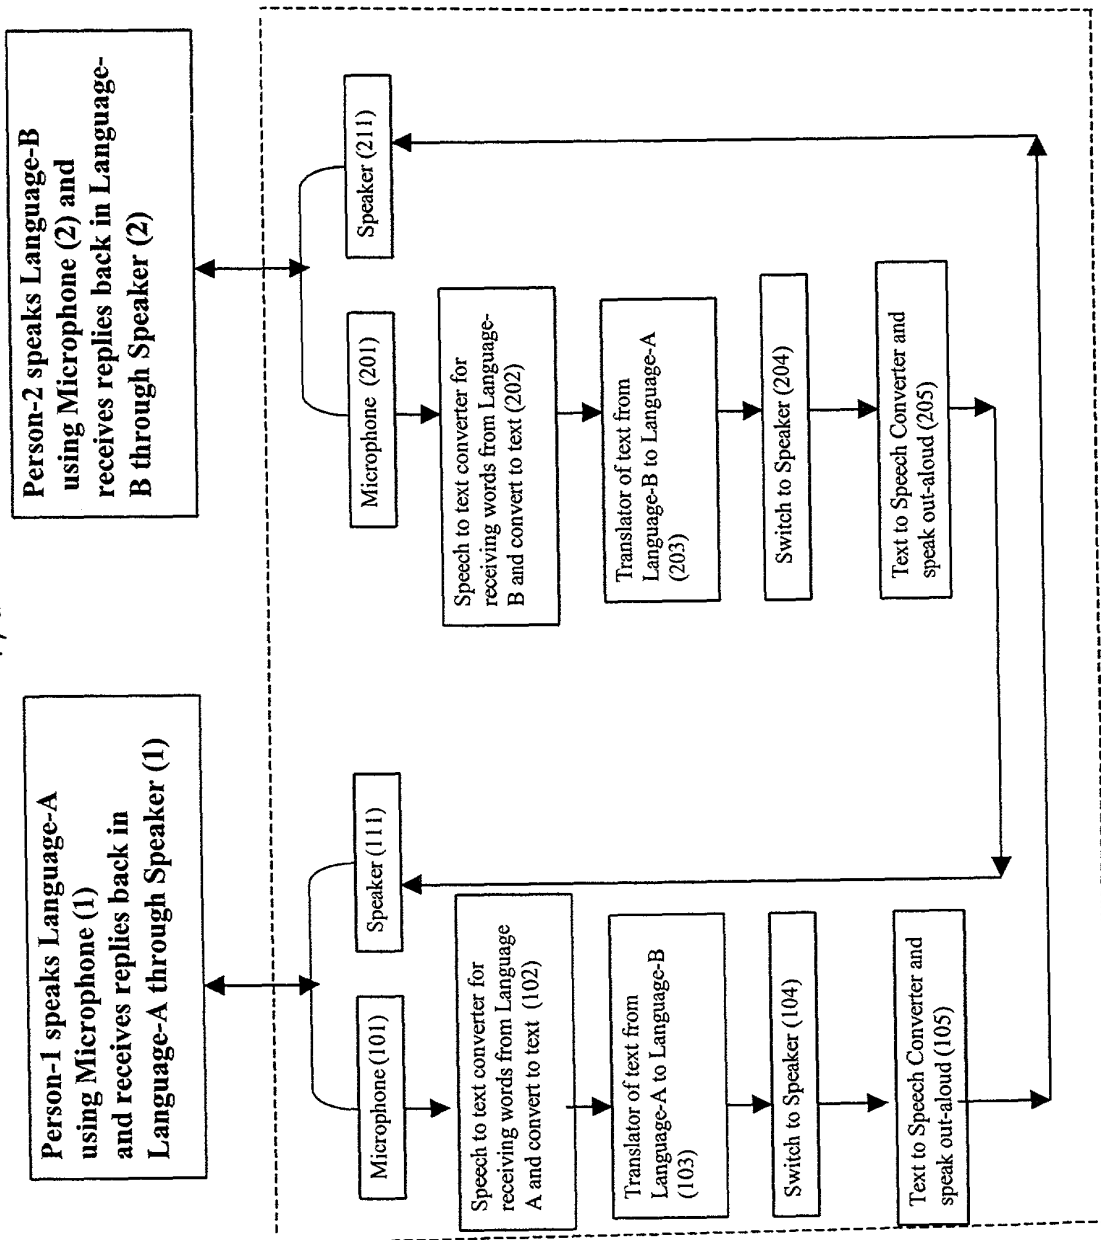 Person-1 speaks Language-A
using Microphone (1)
and receives replies back in
Language-A through Speaker (1)
Microphone (101)
Speaker (111)
Speech to text converter for
receiving words from Language
A and convert to text (102)
Translator of text from
Language-A to Language-B
(103)
Switch to Speaker (104)
Text to Speech Converter and
speak out-aloud (105)
Person-2 speaks Language-B
using Microphone (2) and
receives replies back in Language-
B through Speaker (2)
Microphone (201)
Speaker (211)
Speech to text converter for
receiving words from Language-
B and convert to text (202)
Translator of text from
Language-B to Language-A
(203)
Switch to Speaker (204)
Text to Speech Converter and
speak out-aloud (205)